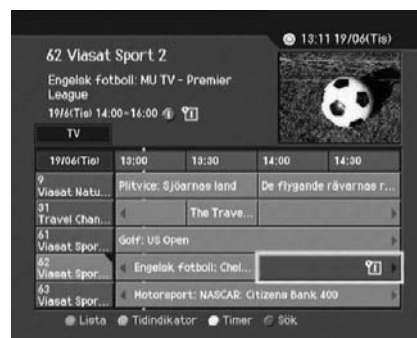 13:11 19/06(Tis)
62 Viasat Sport 2
Engelsk fotboll: MU TV - Premier
League
19/6(Tis) 14:00~16:00
TV
19/06(Tis) 13:00 13:30 14:00 14:30
9
Viasat Natu... Plitvice: Sjöarnas land De flygande rävarnas r...
31
Travel Chan... The Trave...
61
Viasat Spor... Golf: US Open
62
Viasat Spor... Engelsk fotboll: Chel...
63
Viasat Spor... Motorsport: NASCAR: Citizens Bank 400
Lista Tidindikator Timer Sök